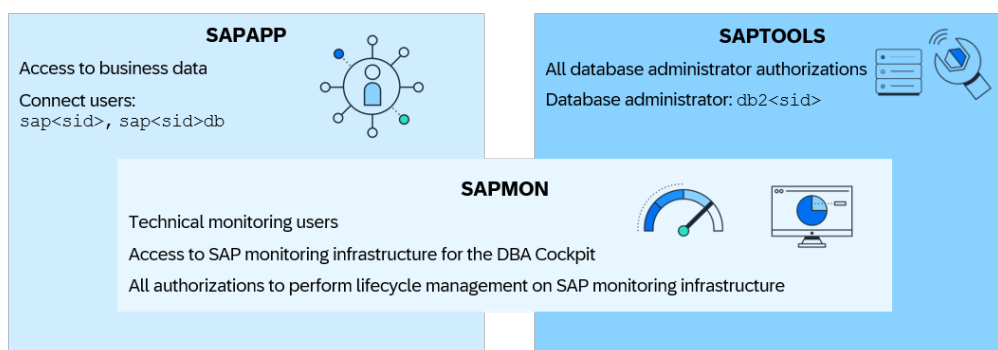 SAPAPP
Access to business data
Connect users:
sap<sid>, sap<sid>db
SAPTOOLS
All database administrator authorizations
Database administrator: db2<sid>
SAPMON
Technical monitoring users
Access to SAP monitoring infrastructure for the DBA Cockpit
All authorizations to perform lifecycle management on SAP monitoring infrastructure